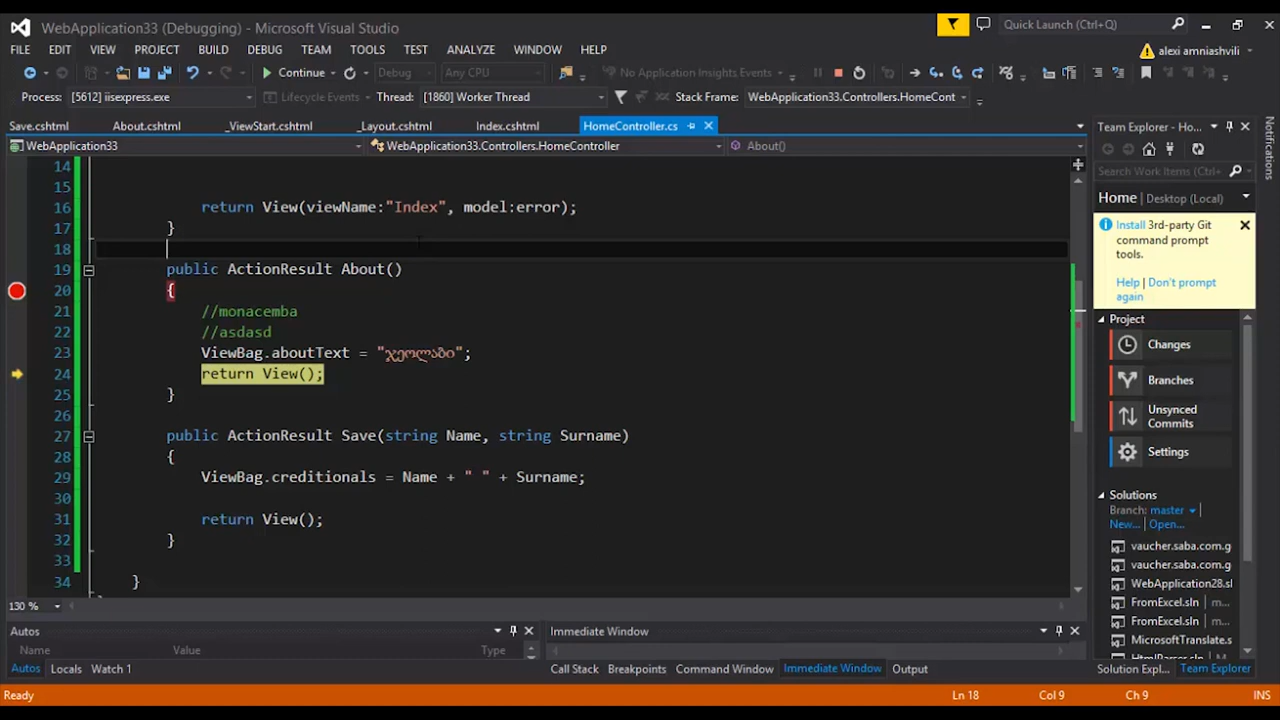 WebApplication33 (Debugging) - Microsoft Visual Studio
Quick Launch (Ctrl+Q)
FILE EDIT VIEW PROJECT BUILD DEBUG TEAM TOOLS TEST ANALYZE WINDOW HELP
alexi amniashvili
Continue Debug Any CPU No Application Insights Events
Process: [5612] iisexpress.exe Lifecycle Events Thread: [1860] Worker Thread Stack Frame: WebApplication33.Controllers.HomeCont
Save.cshtml About.cshtml _ViewStart.cshtml _Layout.cshtml Index.cshtml HomeController.cs
WebApplication33 WebApplication33.Controllers.HomeController About()
14
15
16 return View(viewName:"Index", model:error);
17 }
18
19 public ActionResult About()
20 {
21 //monacemba
22 //asdasd
23 ViewBag.aboutText = "ჯეოლაბი";
24 return View();
25 }
26
27 public ActionResult Save(string Name, string Surname)
28 {
29 ViewBag.creditionals = Name + " " + Surname;
30
31 return View();
32 }
33
34 }
130 %
Autos
Name Value Type
Autos Locals Watch 1
Immediate Window
Call Stack Breakpoints Command Window Immediate Window Output
Team Explorer - Ho...
Search Work Items (Ctrl+
Home Desktop (Local)
Install 3rd-party Git
command prompt
tools.
Help Don't prompt
again
Project
Changes
Branches
Unsynced
Commits
Settings
Solutions
Branch: master
New... Open...
vaucher.saba.com.g
vaucher.saba.com.g
WebApplication28.sl
FromExcel.sln m...
FromExcel.sln m...
MicrosoftTranslate.s
HtmlParser.sln M...
Solution Expl... Team Explorer
Notifications
Ready Ln 18 Col 9 Ch 9 INS